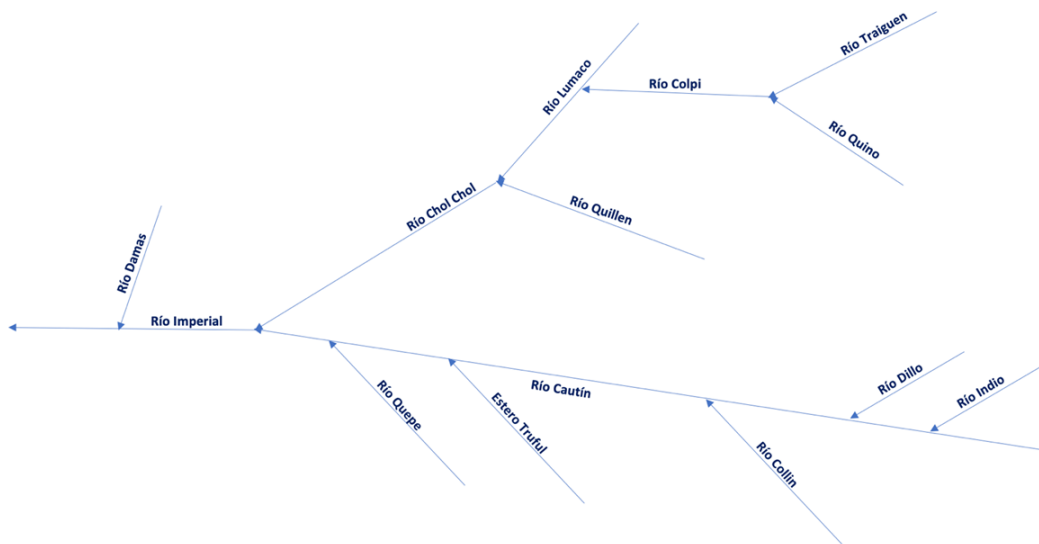 Río Traiguen
Río Lumaco
Río Colpi
Río Quino
Río Chol Chol
Río Quillen
Río Damas
Río Imperial
Río Cautín
Río Dillo
Río Indio
Río Quepe
Estero Truful
Río Collin